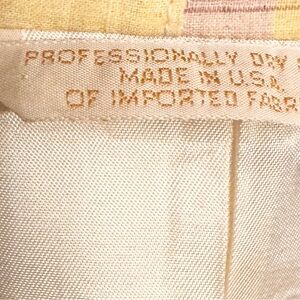 PROFESSIONALLY DRY
MADE IN U.S.A.
OF IMPORTED FABR